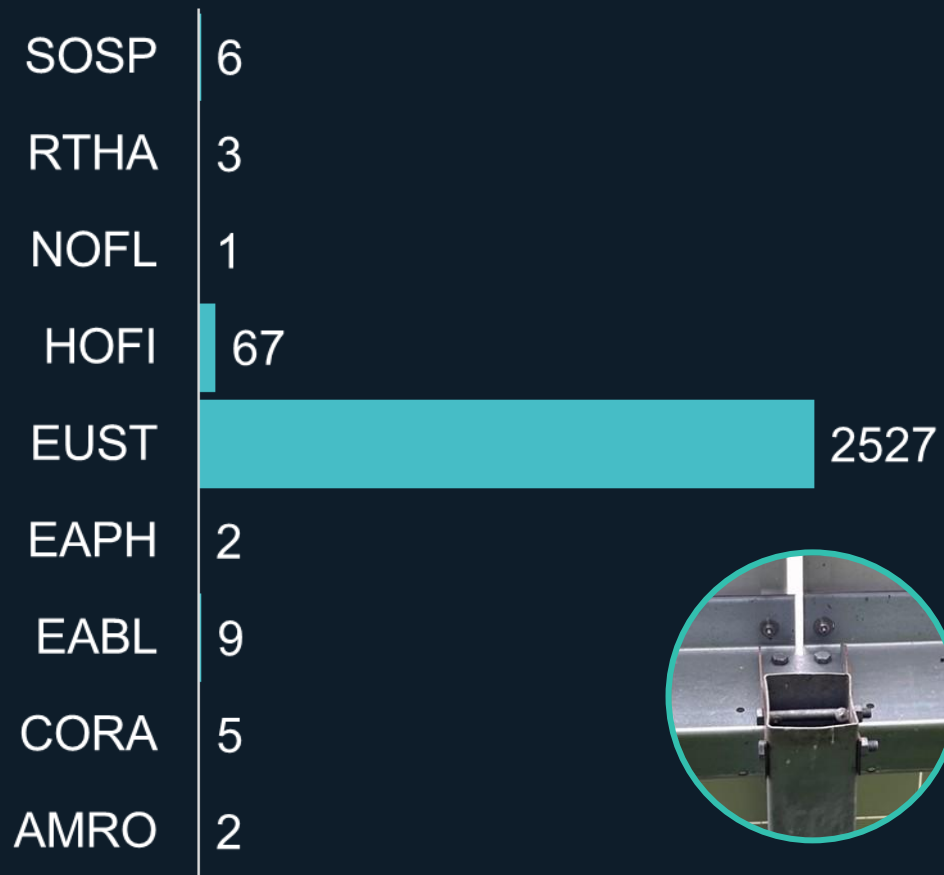 SOSP 6
RTHA 3
NOFL 1
HOFI 67
EUST 2527
EAPH 2
EABL 9
CORA 5
AMRO 2